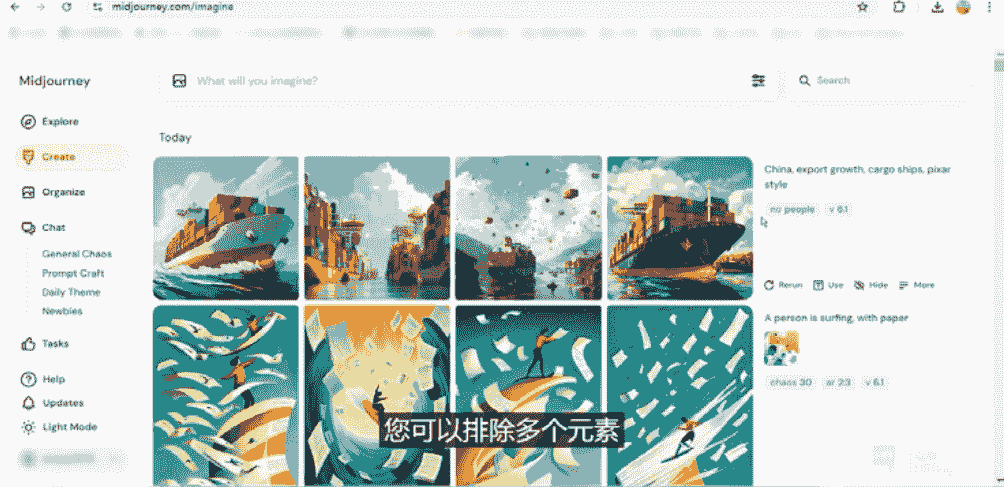 midjourney.com/imagine
Midjourney
What will you imagine?
Search
Explore
Create
Organize
Chat
General Chaos
Prompt Craft
Daily Theme
Newbies
Tasks
Help
Updates
Light Mode
Today
China, export growth, cargo ships, pixar
style
no people v 6.1
Rerun Use Hide More
A person is surfing, with paper
chaos 30 ar 2:3 v 6.1
您可以排除多个元素